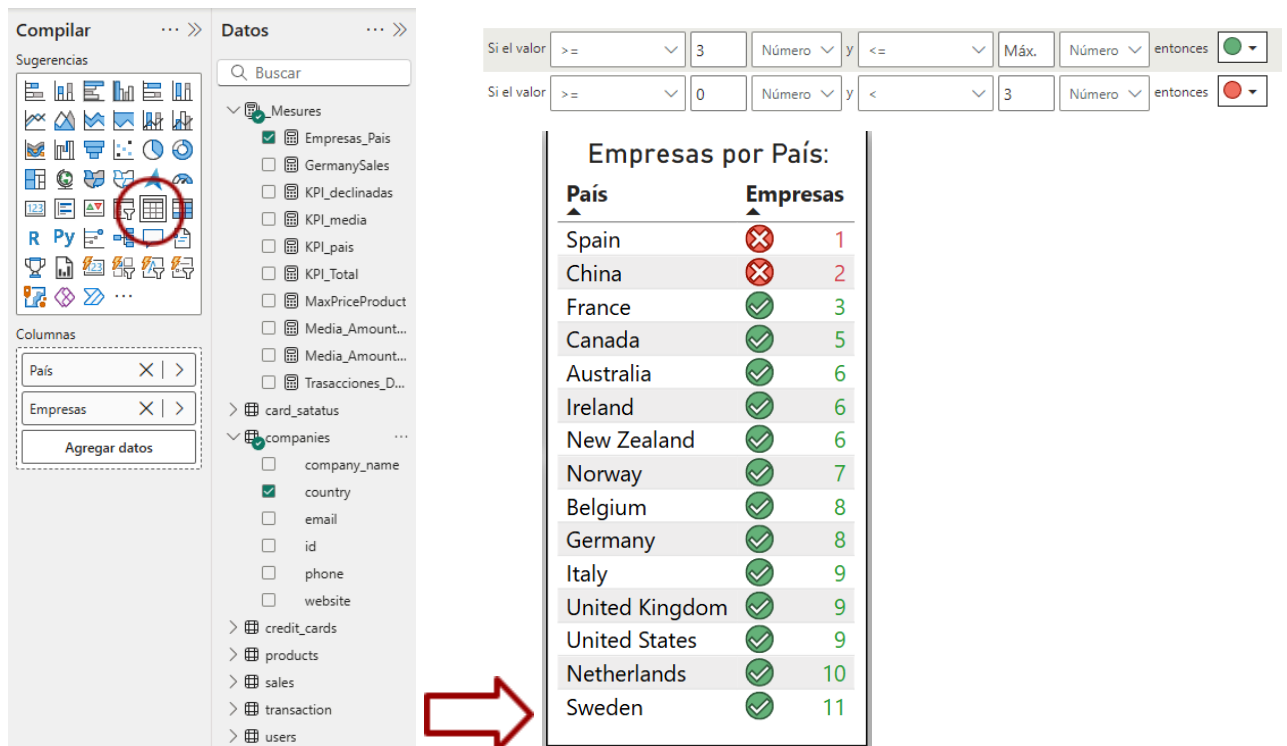 Compilar
Sugerencias
123
R Py
123
Columnas
País
Empresas
Agregar datos
Datos
Buscar
_Mesures
Empresas_Pais
GermanySales
KPI_declinadas
KPI_media
KPI_pais
KPI_Total
MaxPriceProduct
Media_Amount...
Media_Amount...
Trasacciones_D...
card_satatus
companies
company_name
country
email
id
phone
website
credit_cards
products
sales
transaction
users
Si el valor >= 3 Número y <= Máx. Número entonces
Si el valor >= 0 Número y < 3 Número entonces
Empresas por País:
País Empresas
Spain 1
China 2
France 3
Canada 5
Australia 6
Ireland 6
New Zealand 6
Norway 7
Belgium 8
Germany 8
Italy 9
United Kingdom 9
United States 9
Netherlands 10
Sweden 11